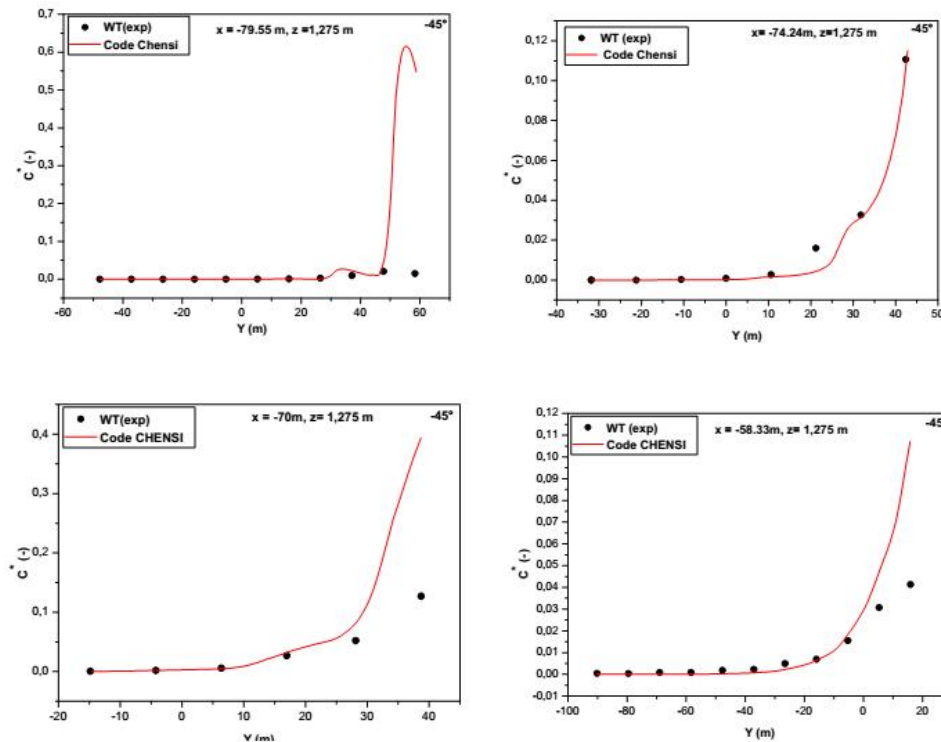 WT(exp)
Code Chensi
x = -79.55 m, z =1,275 m
-45°
0,7
0,6
0,5
0,4
0,3
0,2
0,1
0,0
C* (-)
-60 -40 -20 0 20 40 60 80
Y (m)
WT (exp)
Code Chensi
x= -74.24m, z=1,275 m
-45°
0,12
0,10
0,08
0,06
0,04
0,02
0,00
C* (-)
-40 -30 -20 -10 0 10 20 30 40 50
Y (m)
WT(exp)
Code CHENSI
x = -70m, z= 1,275 m
-45°
0,4
0,3
0,2
0,1
0,0
C* (-)
-20 -10 0 10 20 30 40
Y (m)
WT (exp)
Code CHENSI
x = -58.33m, z= 1,275 m
-45°
0,12
0,11
0,10
0,09
0,08
0,07
0,06
0,05
0,04
0,03
0,02
0,01
0,00
-0,01
C* (-)
-100 -80 -60 -40 -20 0 20 40
Y (m)